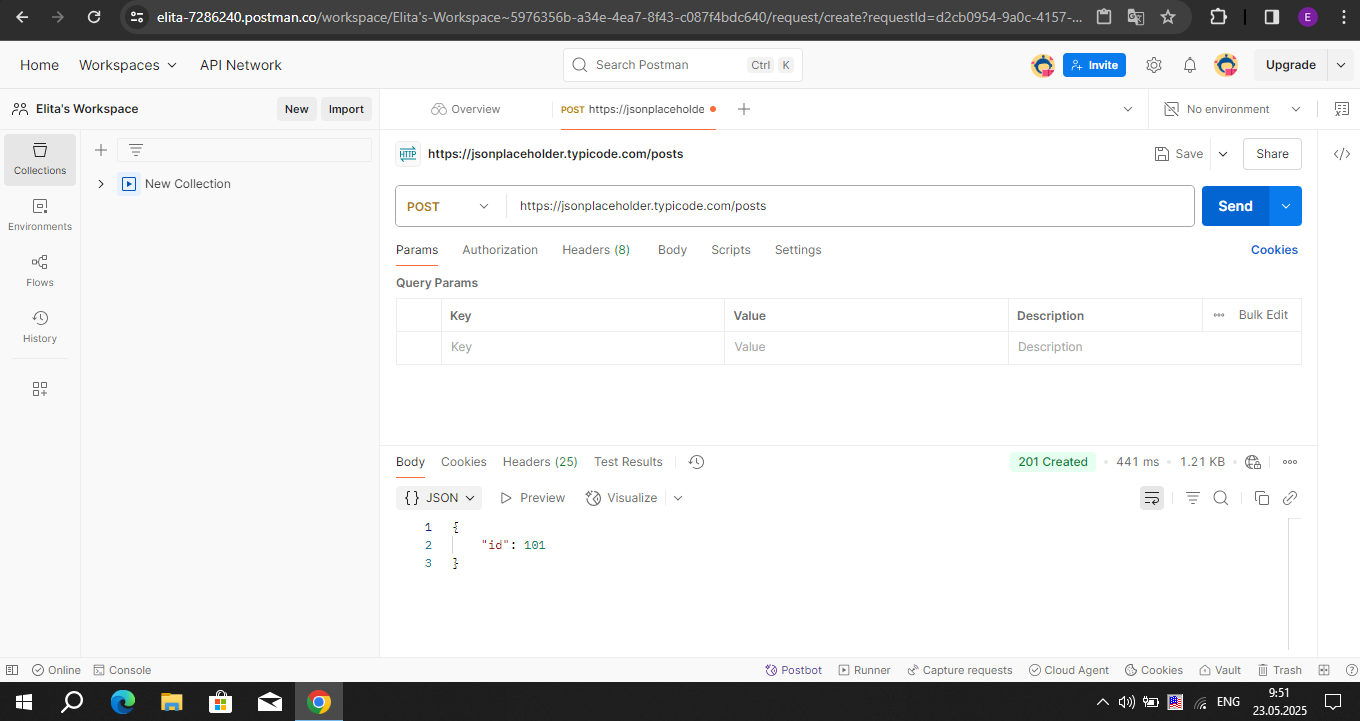 elita-7286240.postman.co/workspace/Elita's-Workspace~5976356b-a34e-4ea7-8f43-c087f4bdc640/request/create?requestId=d2cb0954-9a0c-4157-... E
Home Workspaces API Network Search Postman Ctrl K Invite Upgrade
Elita's Workspace New Import Overview POST https://jsonplaceholde No environment
Collections
Environments
Flows
History
New Collection
HTTP https://jsonplaceholder.typicode.com/posts Save Share
POST https://jsonplaceholder.typicode.com/posts Send
Params Authorization Headers (8) Body Scripts Settings Cookies
Query Params
Key Value Description Bulk Edit
Key Value Description
Body Cookies Headers (25) Test Results 201 Created 441 ms 1.21 KB
{} JSON Preview Visualize
1 {
2 "id": 101
3 }
Online Console Postbot Runner Capture requests Cloud Agent Cookies Vault Trash
ENG 9:51
23.05.2025